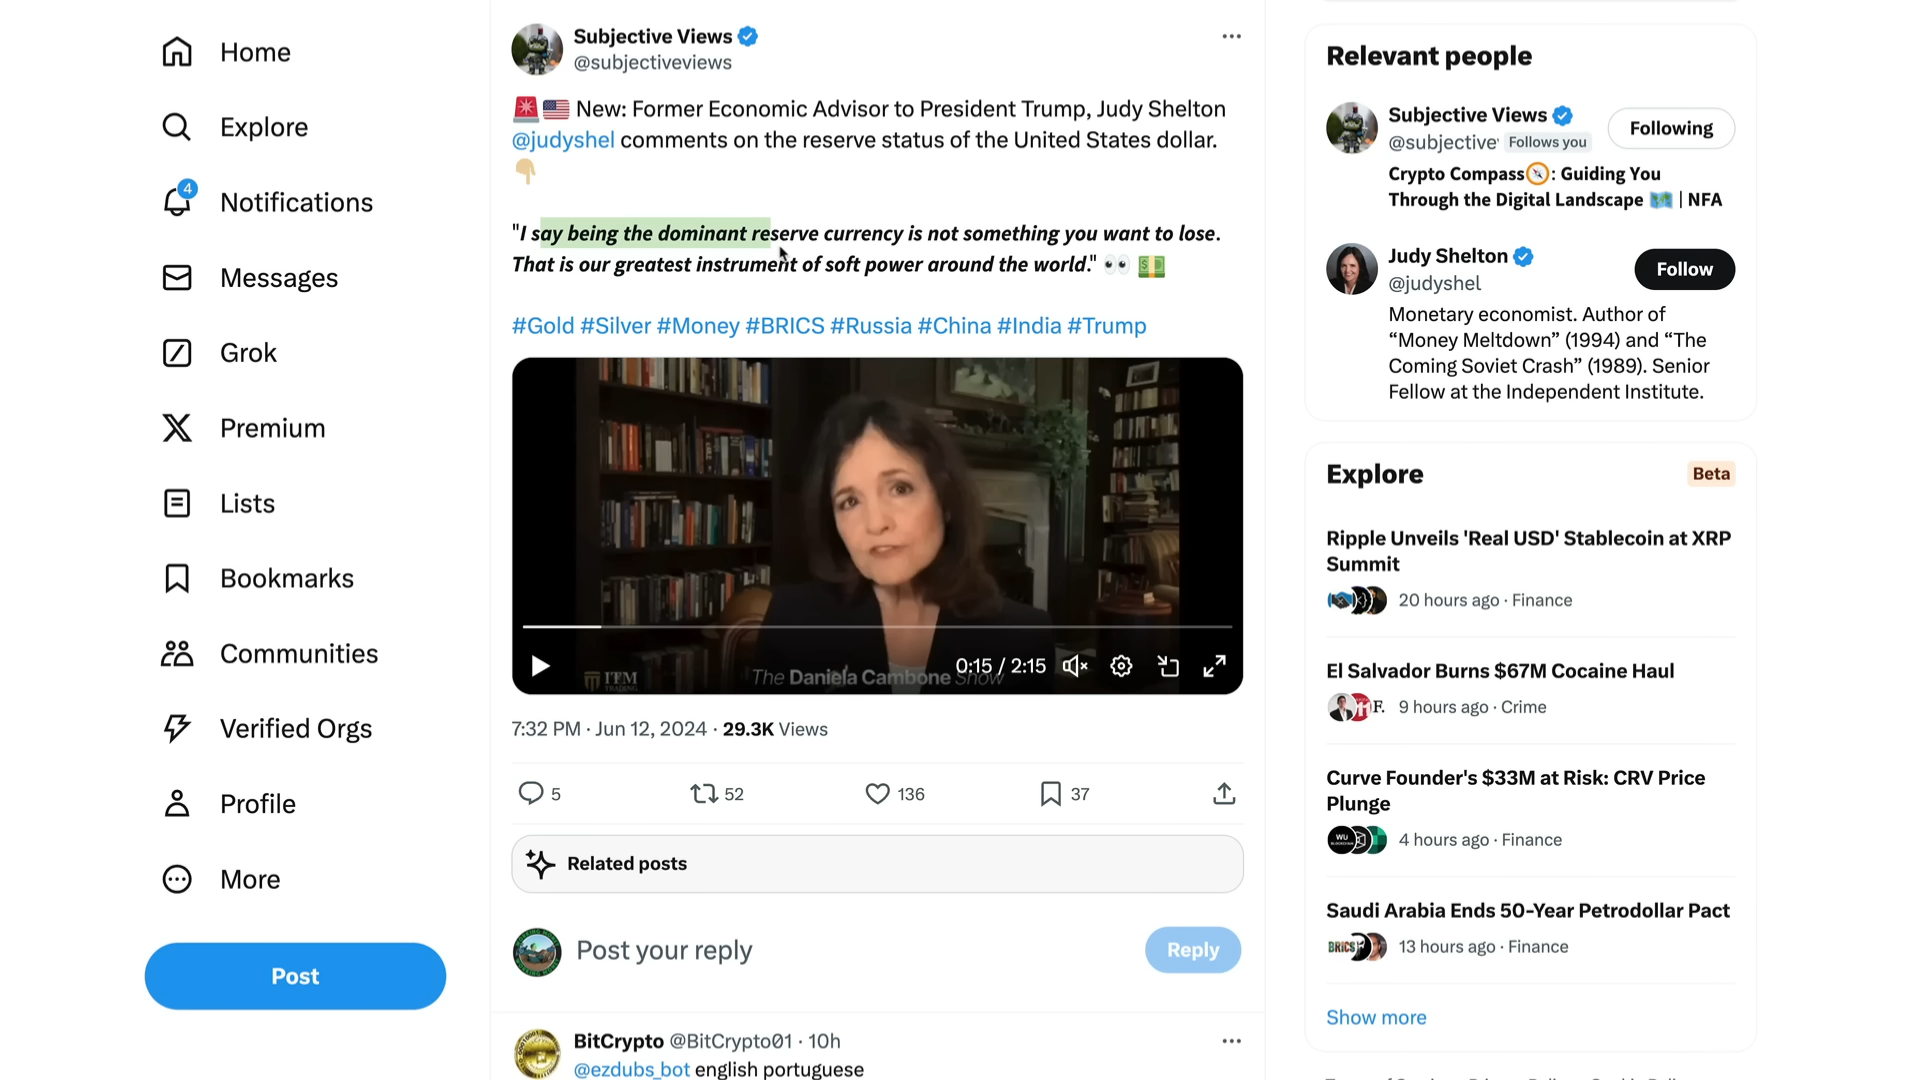 Home
Explore
4
Notifications
Messages
Grok
Premium
Lists
Bookmarks
Communities
Verified Orgs
Profile
More
Post
Subjective Views
@subjectiveviews
New: Former Economic Advisor to President Trump, Judy Shelton
@judyshel comments on the reserve status of the United States dollar.
"I say being the dominant reserve currency is not something you want to lose.
That is our greatest instrument of soft power around the world."
#Gold #Silver #Money #BRICS #Russia #China #India #Trump
ITM
TRADING
The Daniela Cambone Show
0:15 / 2:15
7:32 PM · Jun 12, 2024 · 29.3K Views
5
52
136
37
Related posts
Post your reply
Reply
BitCrypto @BitCrypto01 · 10h
@ezdubs_bot english portuguese
Relevant people
Subjective Views
Following
@subjective
Follows you
Crypto Compass: Guiding You
Through the Digital Landscape | NFA
Judy Shelton
Follow
@judyshel
Monetary economist. Author of
“Money Meltdown” (1994) and “The
Coming Soviet Crash” (1989). Senior
Fellow at the Independent Institute.
Explore
Beta
Ripple Unveils 'Real USD' Stablecoin at XRP
Summit
20 hours ago · Finance
El Salvador Burns $67M Cocaine Haul
F.
9 hours ago · Crime
Curve Founder's $33M at Risk: CRV Price
Plunge
WU
4 hours ago · Finance
Saudi Arabia Ends 50-Year Petrodollar Pact
BRICS
13 hours ago · Finance
Show more